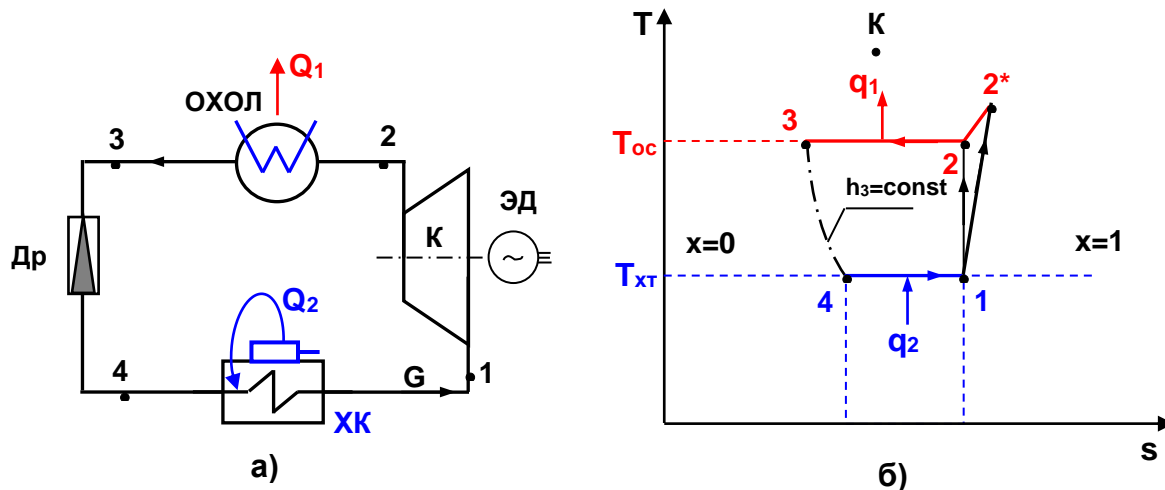 Q1
ОХОЛ
3
2
ЭД
К
~
Др
Q2
4
G
1
ХК
а)
T
К
q1
2*
3
Tос
2
h3=const
x=0
x=1
Tхт
4
1
q2
s
б)